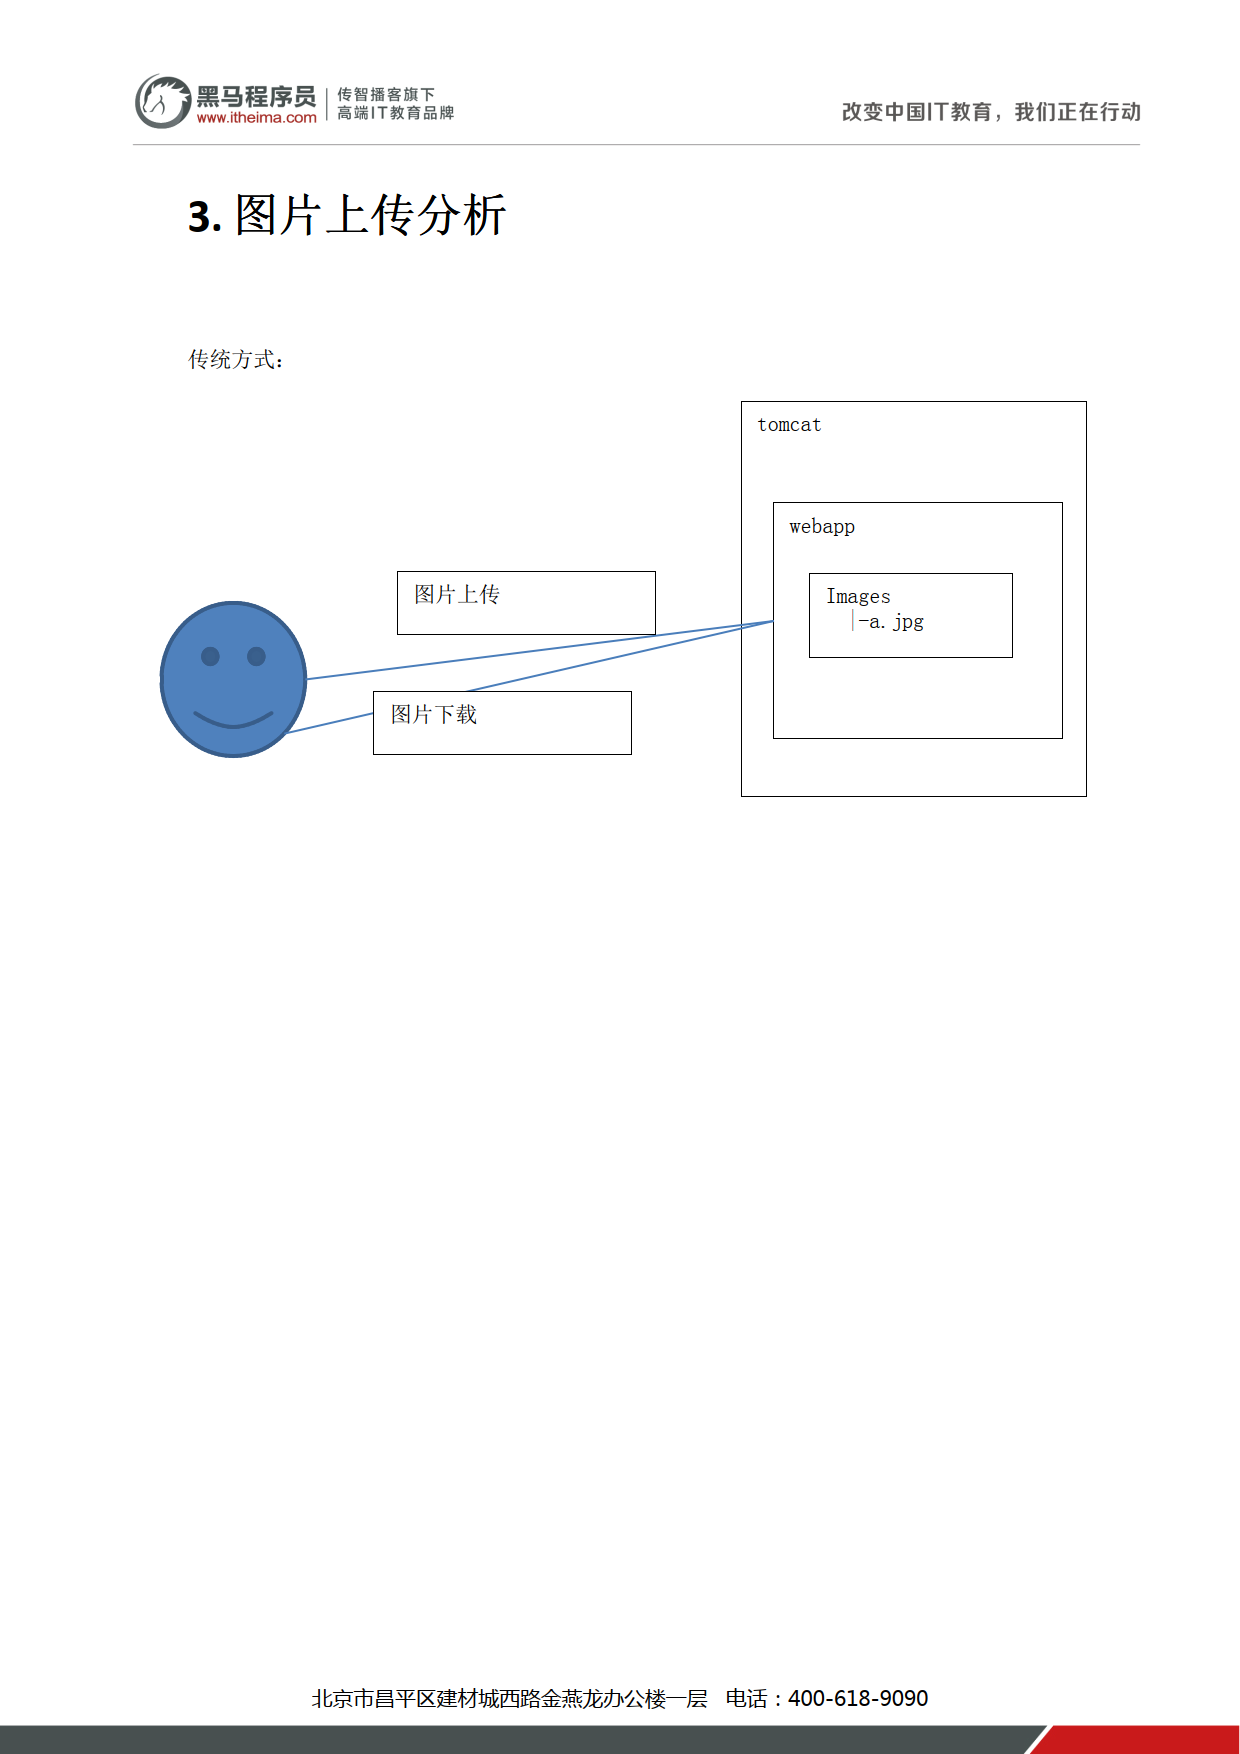 黑马程序员
www.itheima.com
传智播客旗下
高端IT教育品牌
改变中国IT教育，我们正在行动
3. 图片上传分析
传统方式：
tomcat
webapp
图片上传
Images
|-a.jpg
图片下载
北京市昌平区建材城西路金燕龙办公楼一层 电话：400-618-9090